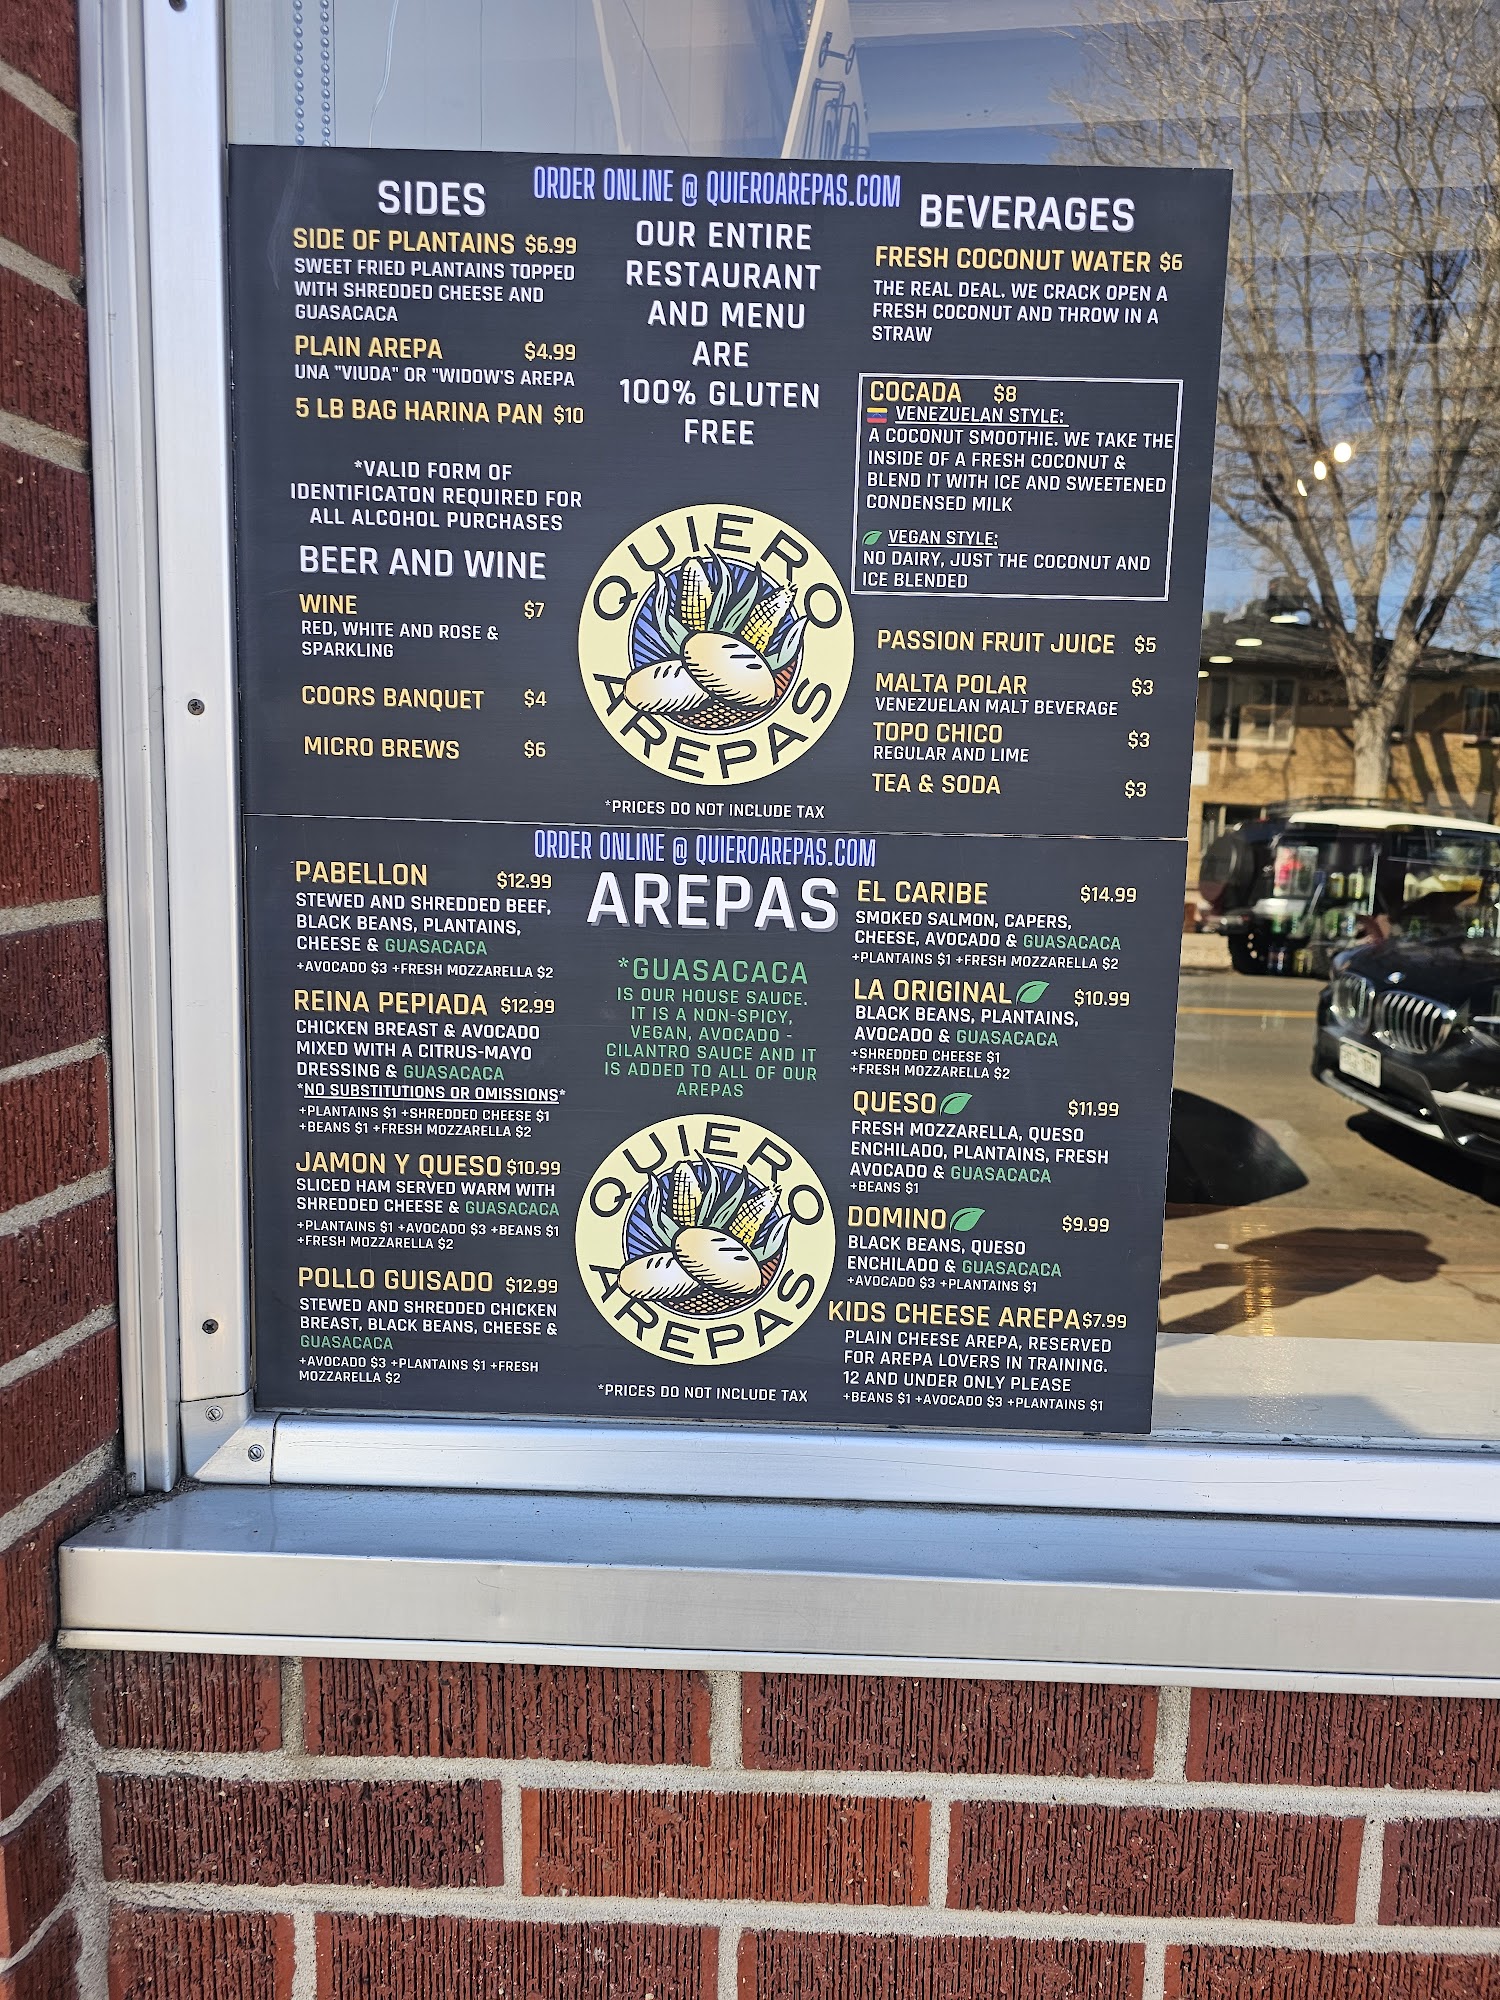 ORDER ONLINE @ QUIEROAREPAS.COM
SIDES
SIDE OF PLANTAINS $6.99
SWEET FRIED PLANTAINS TOPPED
WITH SHREDDED CHEESE AND
GUASACACA
PLAIN AREPA $4.99
UNA "VIUDA" OR "WIDOW'S AREPA
5 LB BAG HARINA PAN $10
*VALID FORM OF
IDENTIFICATON REQUIRED FOR
ALL ALCOHOL PURCHASES
BEER AND WINE
WINE $7
RED, WHITE AND ROSE &
SPARKLING
COORS BANQUET $4
MICRO BREWS $6
OUR ENTIRE
RESTAURANT
AND MENU
ARE
100% GLUTEN
FREE
QUIERO
AREPAS
*PRICES DO NOT INCLUDE TAX
BEVERAGES
FRESH COCONUT WATER $6
THE REAL DEAL. WE CRACK OPEN A
FRESH COCONUT AND THROW IN A
STRAW
COCADA $8
VENEZUELAN STYLE:
A COCONUT SMOOTHIE. WE TAKE THE
INSIDE OF A FRESH COCONUT &
BLEND IT WITH ICE AND SWEETENED
CONDENSED MILK
VEGAN STYLE:
NO DAIRY, JUST THE COCONUT AND
ICE BLENDED
PASSION FRUIT JUICE $5
MALTA POLAR $3
VENEZUELAN MALT BEVERAGE
TOPO CHICO $3
REGULAR AND LIME
TEA & SODA $3
ORDER ONLINE @ QUIEROAREPAS.COM
AREPAS
PABELLON $12.99
STEWED AND SHREDDED BEEF,
BLACK BEANS, PLANTAINS,
CHEESE & GUASACACA
+AVOCADO $3 +FRESH MOZZARELLA $2
REINA PEPIADA $12.99
CHICKEN BREAST & AVOCADO
MIXED WITH A CITRUS-MAYO
DRESSING & GUASACACA
*NO SUBSTITUTIONS OR OMISSIONS*
+PLANTAINS $1 +SHREDDED CHEESE $1
+BEANS $1 +FRESH MOZZARELLA $2
JAMON Y QUESO $10.99
SLICED HAM SERVED WARM WITH
SHREDDED CHEESE & GUASACACA
+PLANTAINS $1 +AVOCADO $3 +BEANS $1
+FRESH MOZZARELLA $2
POLLO GUISADO $12.99
STEWED AND SHREDDED CHICKEN
BREAST, BLACK BEANS, CHEESE &
GUASACACA
+AVOCADO $3 +PLANTAINS $1 +FRESH
MOZZARELLA $2
*GUASACACA
IS OUR HOUSE SAUCE.
IT IS A NON-SPICY,
VEGAN, AVOCADO -
CILANTRO SAUCE AND IT
IS ADDED TO ALL OF OUR
AREPAS
QUIERO
AREPAS
*PRICES DO NOT INCLUDE TAX
EL CARIBE $14.99
SMOKED SALMON, CAPERS,
CHEESE, AVOCADO & GUASACACA
+PLANTAINS $1 +FRESH MOZZARELLA $2
LA ORIGINAL $10.99
BLACK BEANS, PLANTAINS,
AVOCADO & GUASACACA
+SHREDDED CHEESE $1
+FRESH MOZZARELLA $2
QUESO $11.99
FRESH MOZZARELLA, QUESO
ENCHILADO, PLANTAINS, FRESH
AVOCADO & GUASACACA
+BEANS $1
DOMINO $9.99
BLACK BEANS, QUESO
ENCHILADO & GUASACACA
+AVOCADO $3 +PLANTAINS $1
KIDS CHEESE AREPA $7.99
PLAIN CHEESE AREPA, RESERVED
FOR AREPA LOVERS IN TRAINING.
12 AND UNDER ONLY PLEASE
+BEANS $1 +AVOCADO $3 +PLANTAINS $1